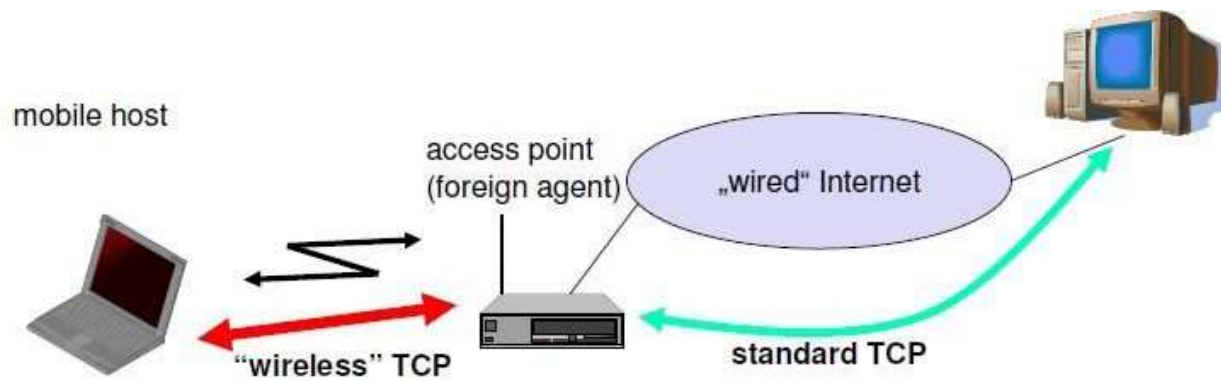 mobile host
access point
(foreign agent)
„wired“ Internet
“wireless” TCP
standard TCP